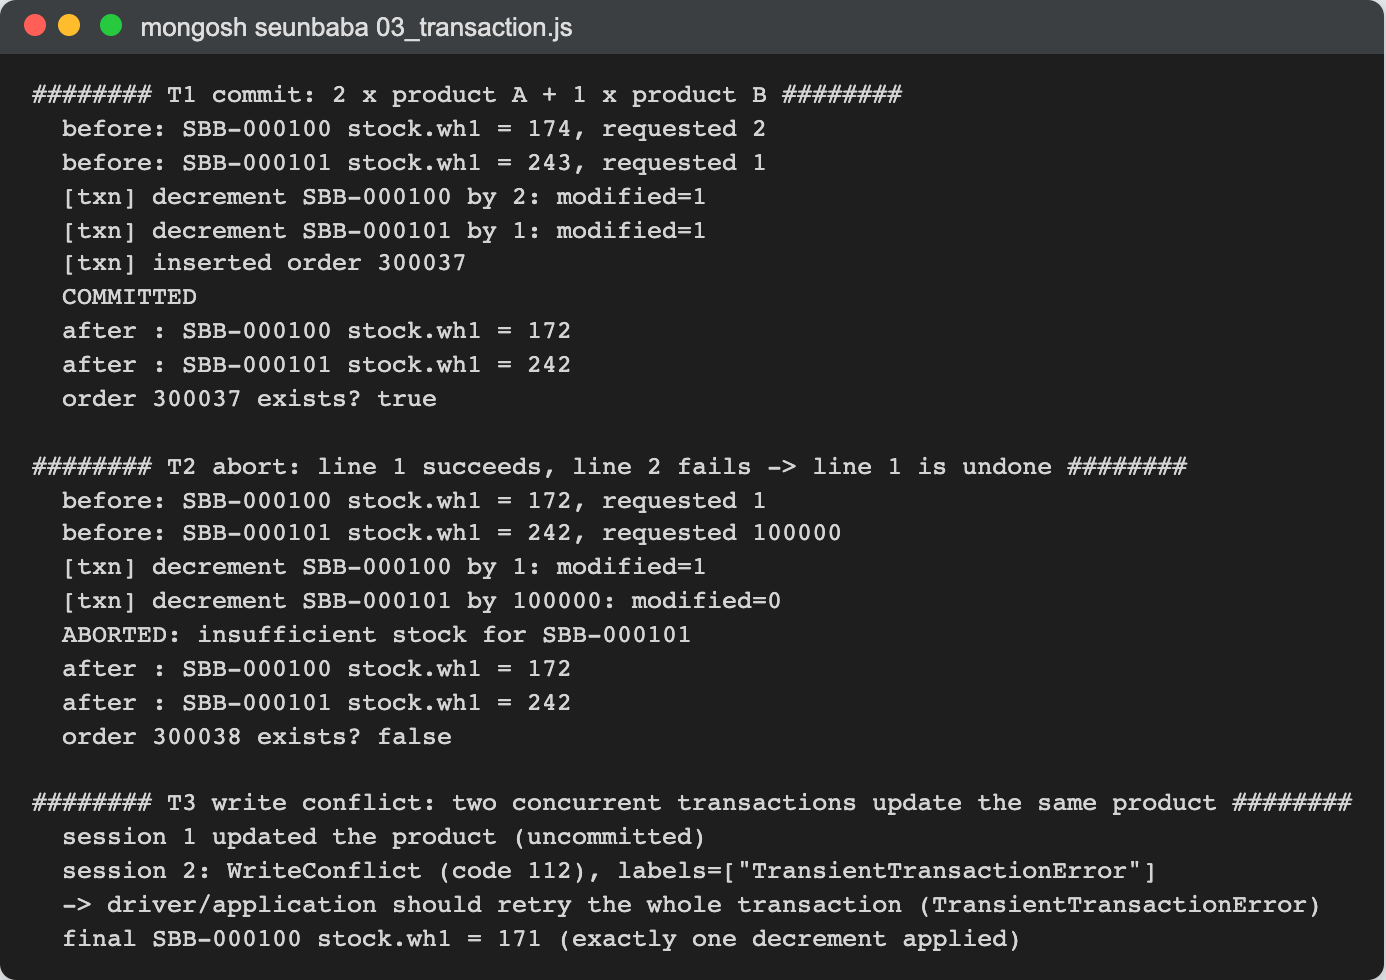 mongosh seunbaba 03_transaction.js
######## T1 commit: 2 x product A + 1 x product B ########
before: SBB-000100 stock.wh1 = 174, requested 2
before: SBB-000101 stock.wh1 = 243, requested 1
[txn] decrement SBB-000100 by 2: modified=1
[txn] decrement SBB-000101 by 1: modified=1
[txn] inserted order 300037
COMMITTED
after : SBB-000100 stock.wh1 = 172
after : SBB-000101 stock.wh1 = 242
order 300037 exists? true
######## T2 abort: line 1 succeeds, line 2 fails -> line 1 is undone ########
before: SBB-000100 stock.wh1 = 172, requested 1
before: SBB-000101 stock.wh1 = 242, requested 100000
[txn] decrement SBB-000100 by 1: modified=1
[txn] decrement SBB-000101 by 100000: modified=0
ABORTED: insufficient stock for SBB-000101
after : SBB-000100 stock.wh1 = 172
after : SBB-000101 stock.wh1 = 242
order 300038 exists? false
######## T3 write conflict: two concurrent transactions update the same product ########
session 1 updated the product (uncommitted)
session 2: WriteConflict (code 112), labels=["TransientTransactionError"]
-> driver/application should retry the whole transaction (TransientTransactionError)
final SBB-000100 stock.wh1 = 171 (exactly one decrement applied)